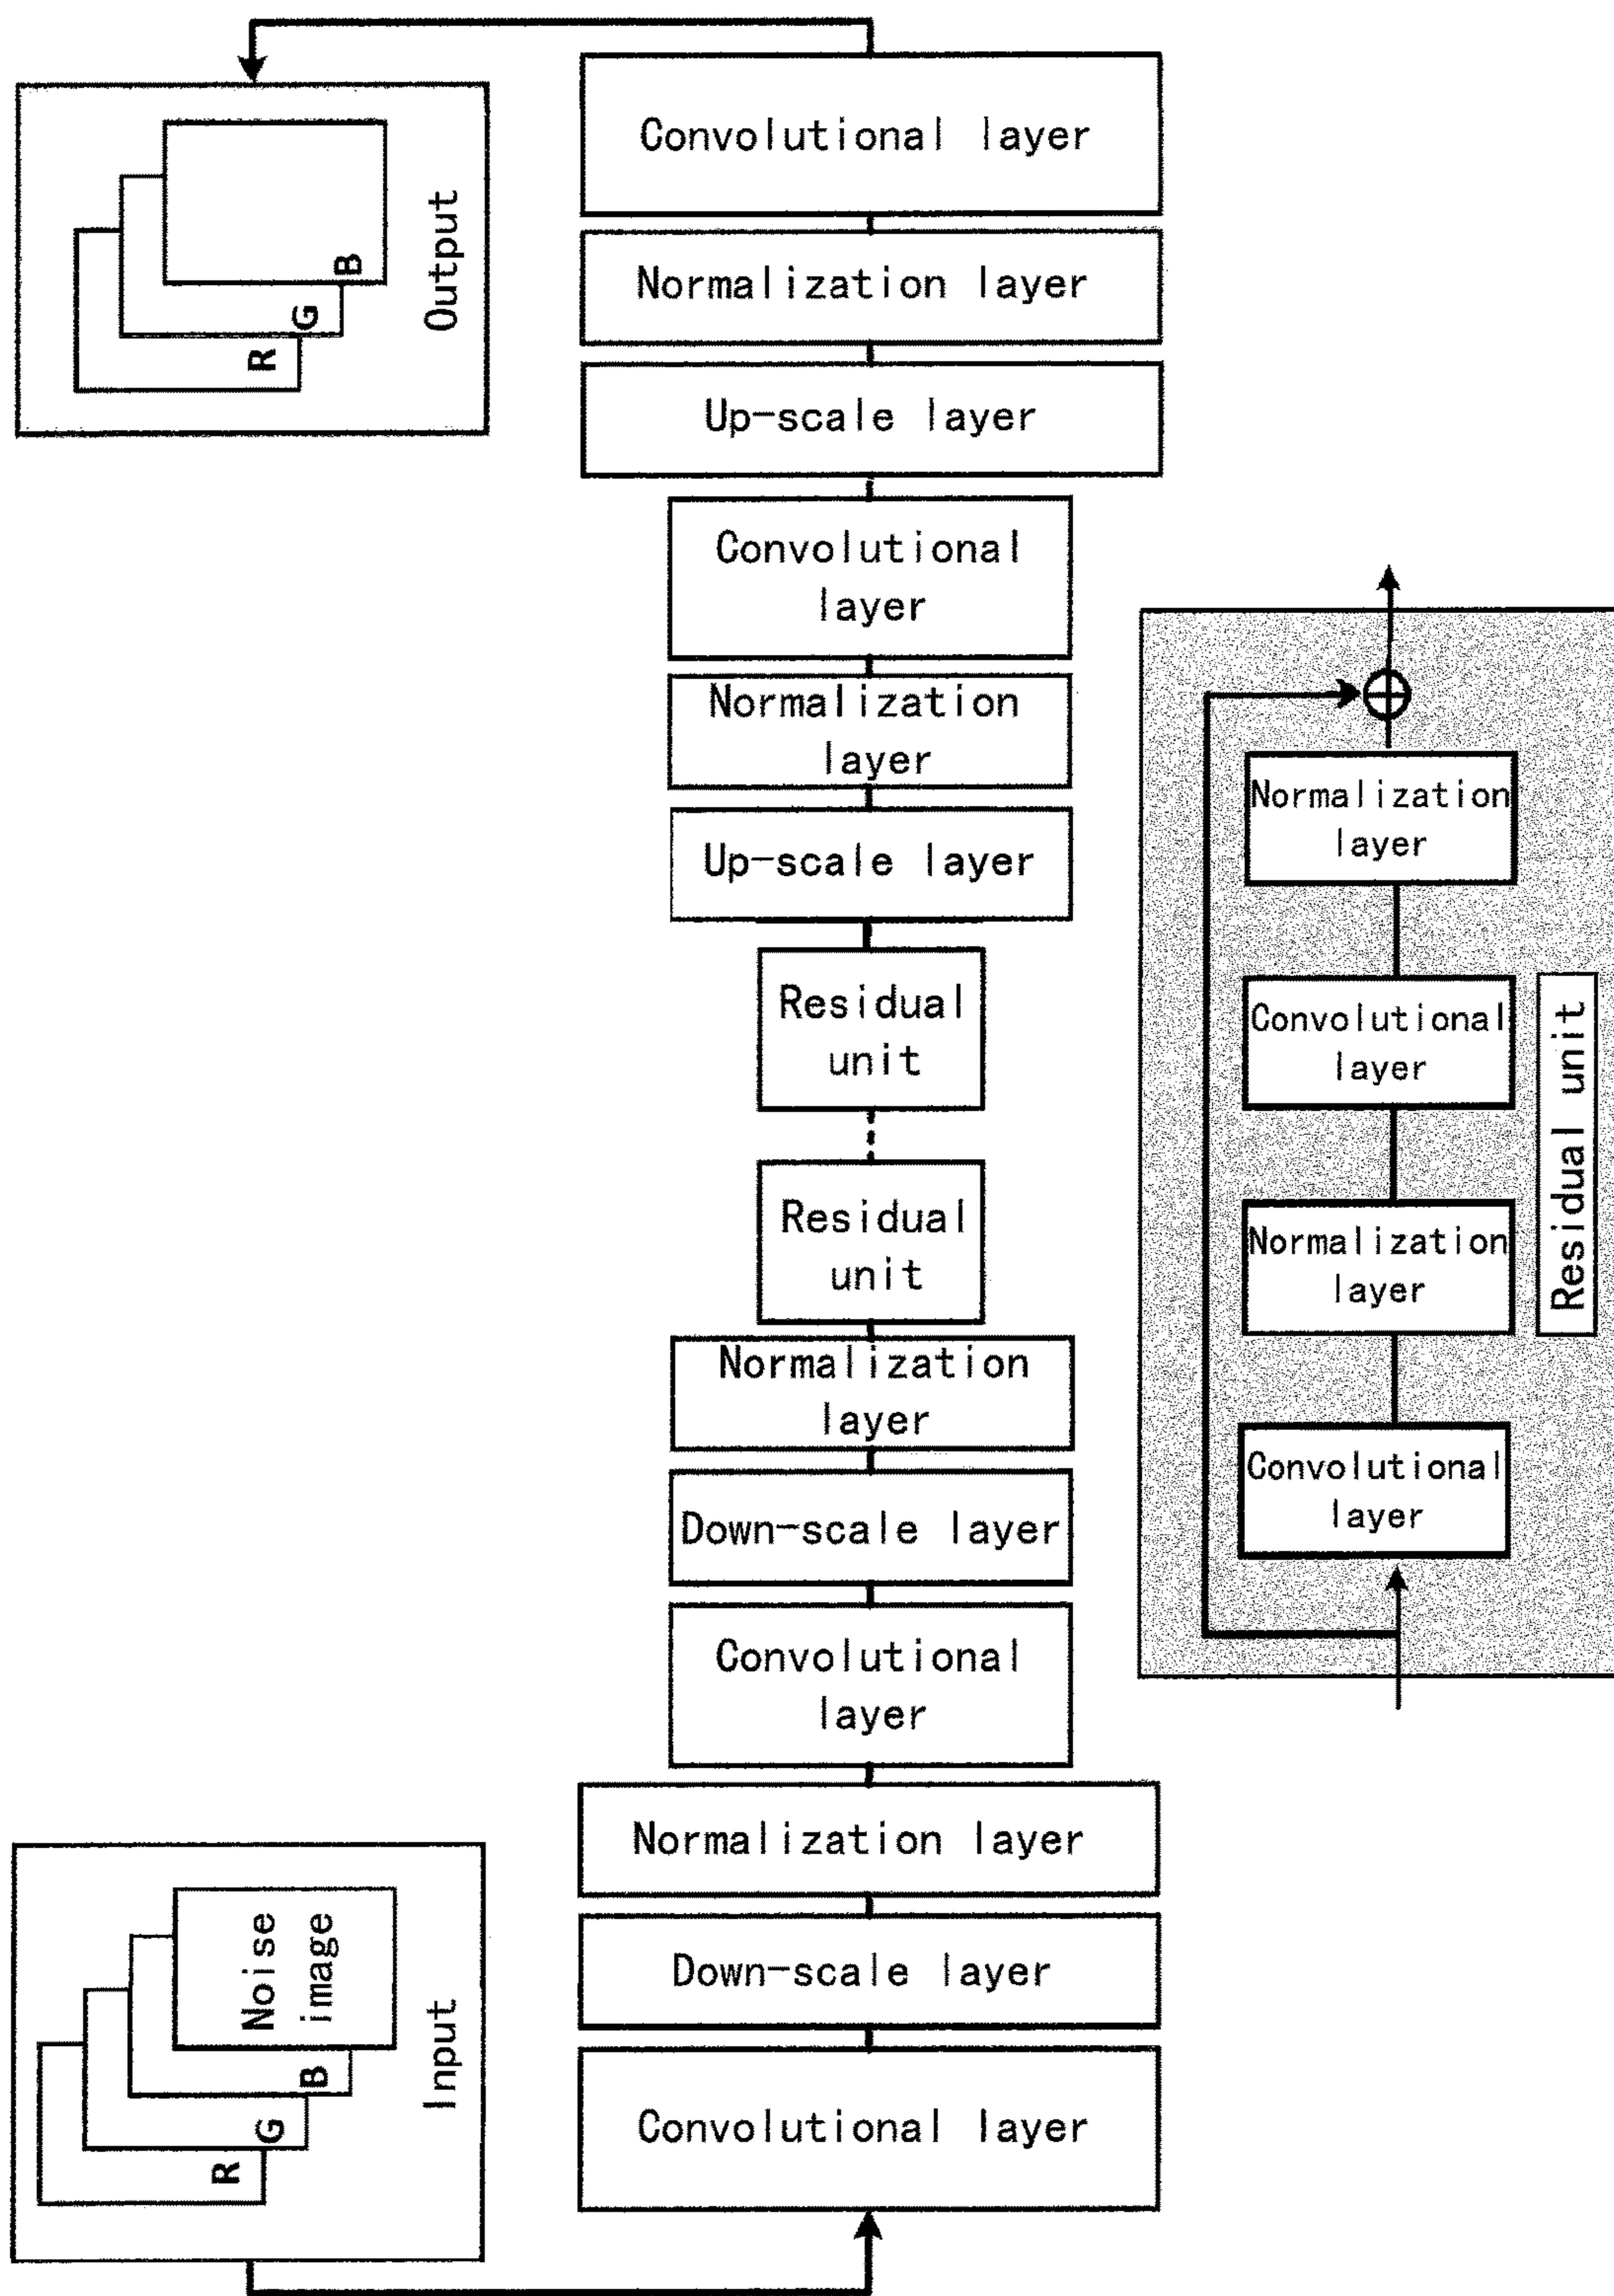 Convolutional layer
Normalization layer
Up-scale layer
Convolutional
layer
Normalization
layer
Up-scale layer
Residual
unit
Residual
unit
Normalization
layer
Down-scale layer
Convolutional
layer
Normalization layer
Down-scale layer
Convolutional layer
R
G
B
Output
R
G
B
Noise
image
Input
Normalization
layer
Convolutional
layer
Normalization
layer
Convolutional
layer
Residual unit